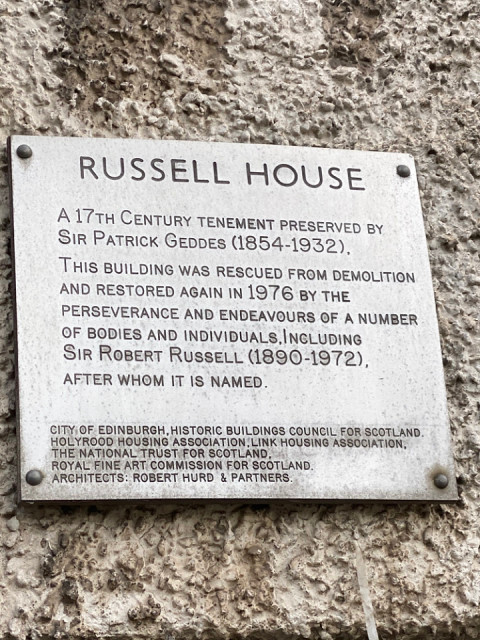 RUSSELL HOUSE
A 17TH CENTURY TENEMENT PRESERVED BY
SIR PATRICK GEDDES (1854-1932).
THIS BUILDING WAS RESCUED FROM DEMOLITION
AND RESTORED AGAIN IN 1976 BY THE
PERSEVERANCE AND ENDEAVOURS OF A NUMBER
OF BODIES AND INDIVIDUALS, INCLUDING
SIR ROBERT RUSSELL (1890-1972),
AFTER WHOM IT IS NAMED.
CITY OF EDINBURGH, HISTORIC BUILDINGS COUNCIL FOR SCOTLAND.
HOLYROOD HOUSING ASSOCIATION, LINK HOUSING ASSOCIATION,
THE NATIONAL TRUST FOR SCOTLAND,
ROYAL FINE ART COMMISSION FOR SCOTLAND.
ARCHITECTS: ROBERT HURD & PARTNERS.